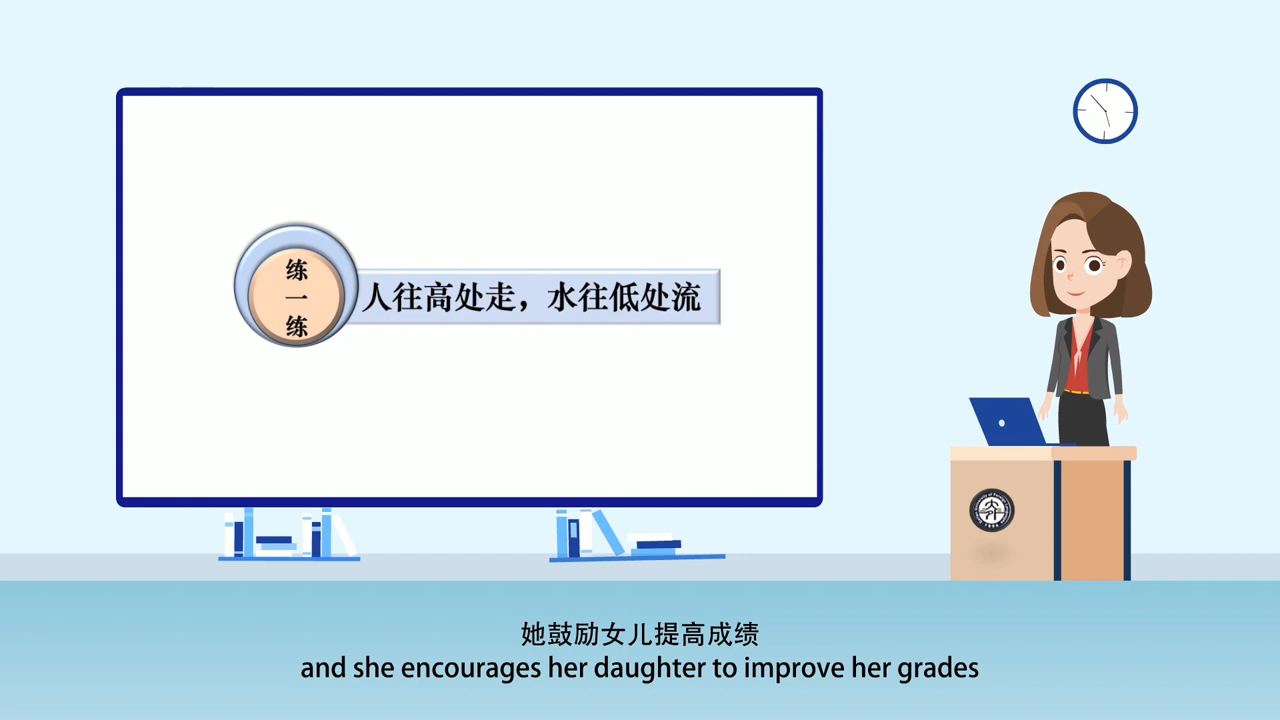 练一练
人往高处走，水往低处流
她鼓励女儿提高成绩
and she encourages her daughter to improve her grades